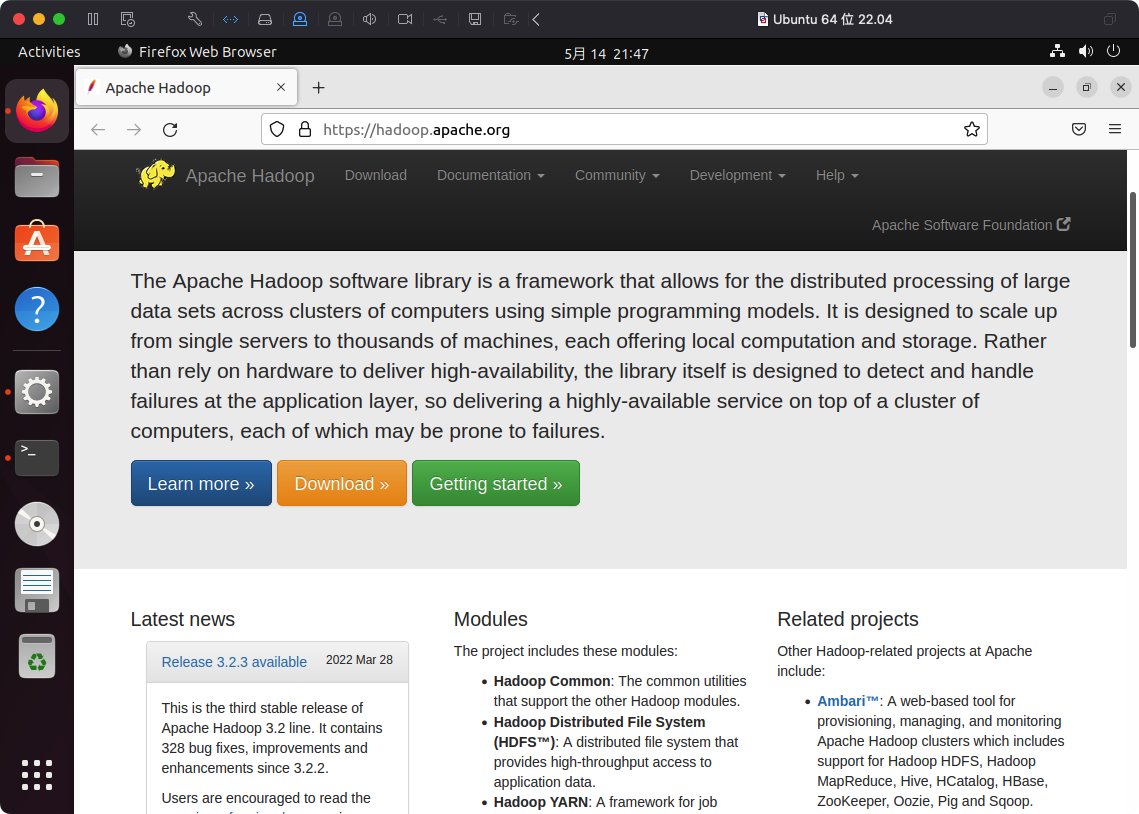 Ubuntu 64 位 22.04
Activities
Firefox Web Browser
5月 14 21:47
Apache Hadoop
https://hadoop.apache.org
Apache Hadoop
Download
Documentation
Community
Development
Help
Apache Software Foundation
The Apache Hadoop software library is a framework that allows for the distributed processing of large
data sets across clusters of computers using simple programming models. It is designed to scale up
from single servers to thousands of machines, each offering local computation and storage. Rather
than rely on hardware to deliver high-availability, the library itself is designed to detect and handle
failures at the application layer, so delivering a highly-available service on top of a cluster of
computers, each of which may be prone to failures.
Learn more »
Download »
Getting started »
Latest news
Release 3.2.3 available
2022 Mar 28
This is the third stable release of
Apache Hadoop 3.2 line. It contains
328 bug fixes, improvements and
enhancements since 3.2.2.
Users are encouraged to read the
Modules
The project includes these modules:
• Hadoop Common: The common utilities
that support the other Hadoop modules.
• Hadoop Distributed File System
(HDFS™): A distributed file system that
provides high-throughput access to
application data.
• Hadoop YARN: A framework for job
Related projects
Other Hadoop-related projects at Apache
include:
• Ambari™: A web-based tool for
provisioning, managing, and monitoring
Apache Hadoop clusters which includes
support for Hadoop HDFS, Hadoop
MapReduce, Hive, HCatalog, HBase,
ZooKeeper, Oozie, Pig and Sqoop.